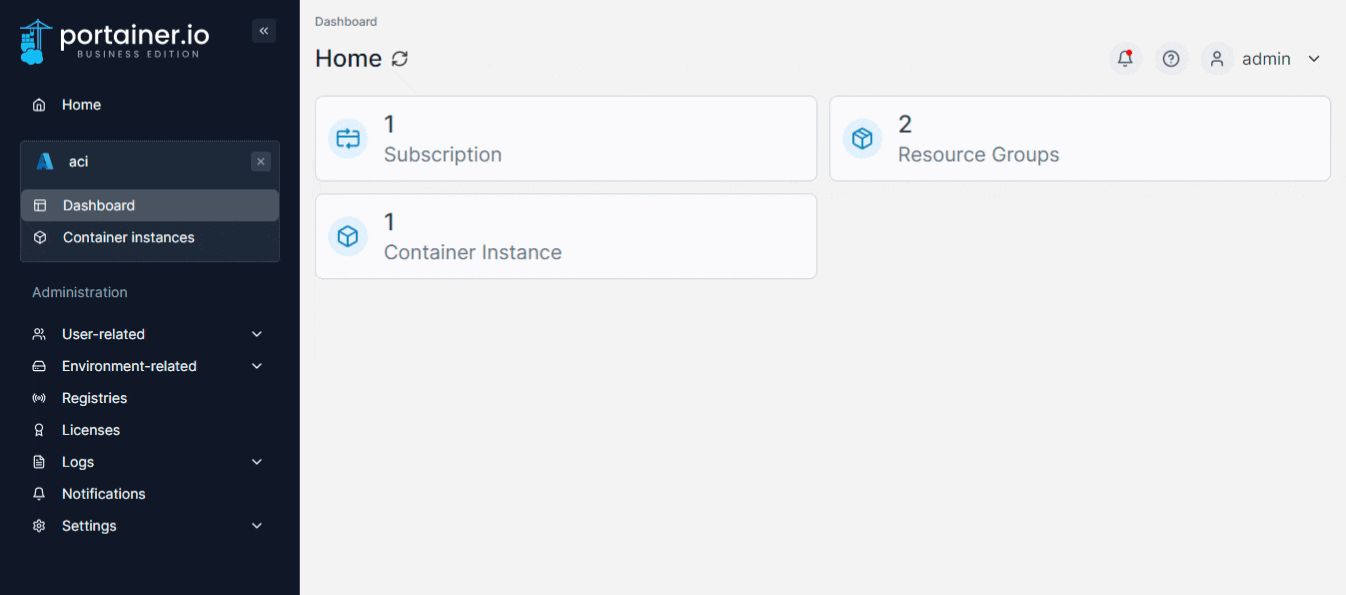 portainer.io
BUSINESS EDITION
Home
aci
Dashboard
Container instances
Administration
User-related
Environment-related
Registries
Licenses
Logs
Notifications
Settings
Dashboard
Home
admin
1
Subscription
2
Resource Groups
1
Container Instance